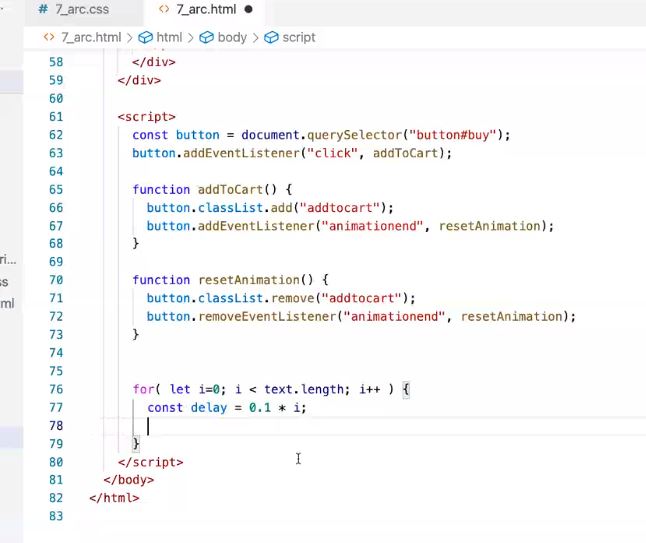 # 7_arc.css <> 7_arc.html
<> 7_arc.html > html > body > script
58 </div>
59 </div>
60
61 <script>
62 const button = document.querySelector("button#buy");
63 button.addEventListener("click", addToCart);
64
65 function addToCart() {
66 button.classList.add("addtocart");
67 button.addEventListener("animationend", resetAnimation);
68 }
69
70 function resetAnimation() {
71 button.classList.remove("addtocart");
72 button.removeEventListener("animationend", resetAnimation);
73 }
74
75
76 for( let i=0; i < text.length; i++ ) {
77 const delay = 0.1 * i;
78
79 }
80 </script>
81 </body>
82 </html>
83
ri...
ss
ml